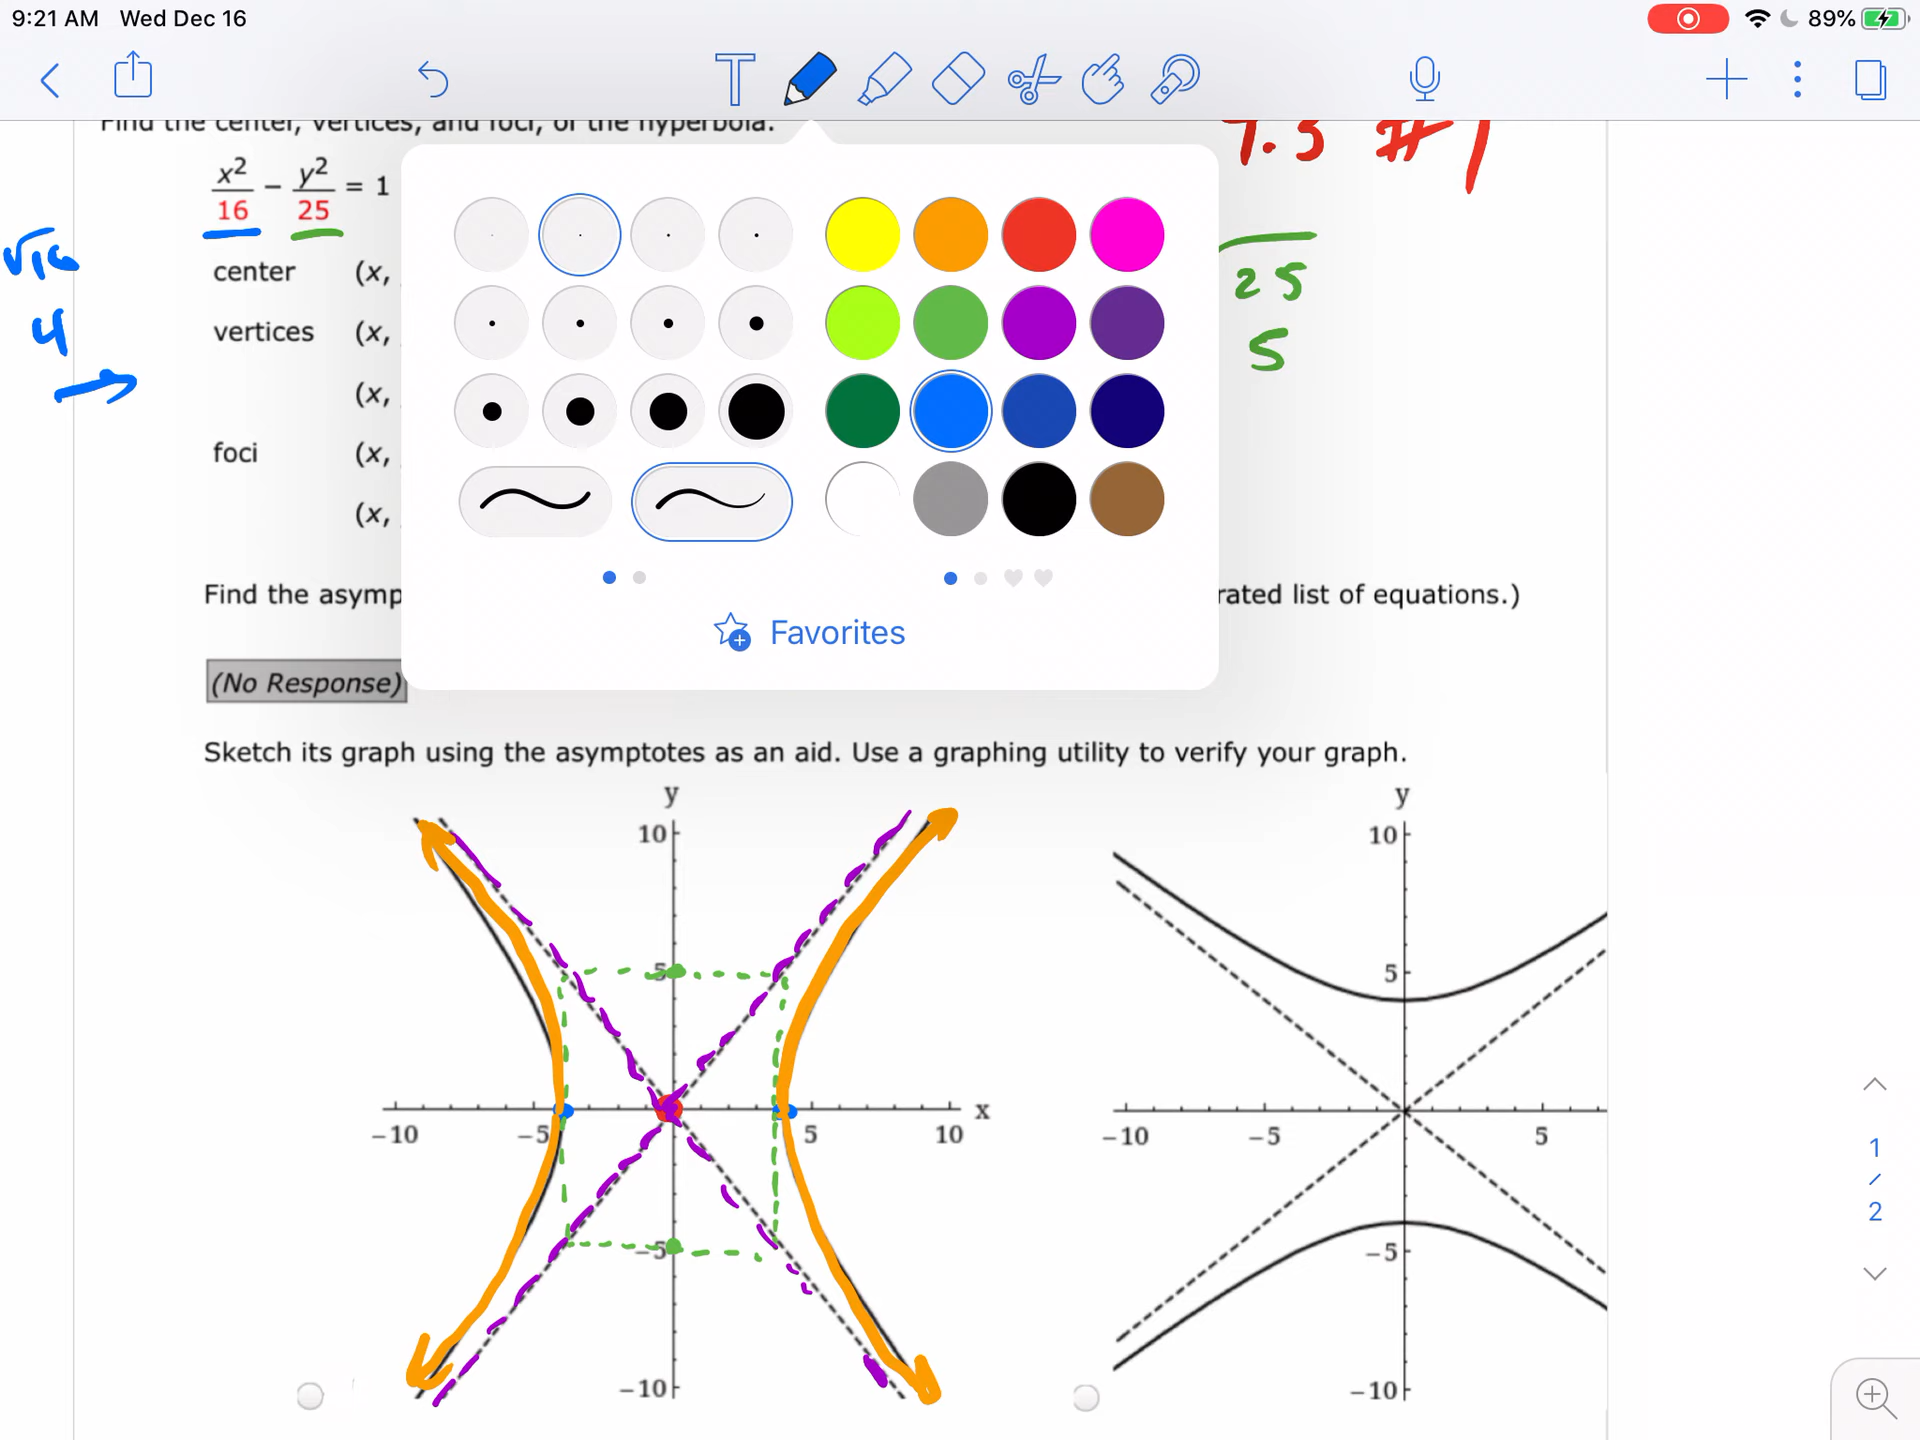 9:21 AM Wed Dec 16
89%
Find the center, vertices, and foci, of the hyperbola.
x²/16 − y²/25 = 1
√16
4
center (x,
vertices (x,
(x,
foci (x,
(x,
#1
25
5
Find the asymp
rated list of equations.)
(No Response)
Favorites
Sketch its graph using the asymptotes as an aid. Use a graphing utility to verify your graph.
y
10
5
−10
−5
5
10
x
−5
−10
y
10
5
−10
−5
5
−5
−10
1
/
2